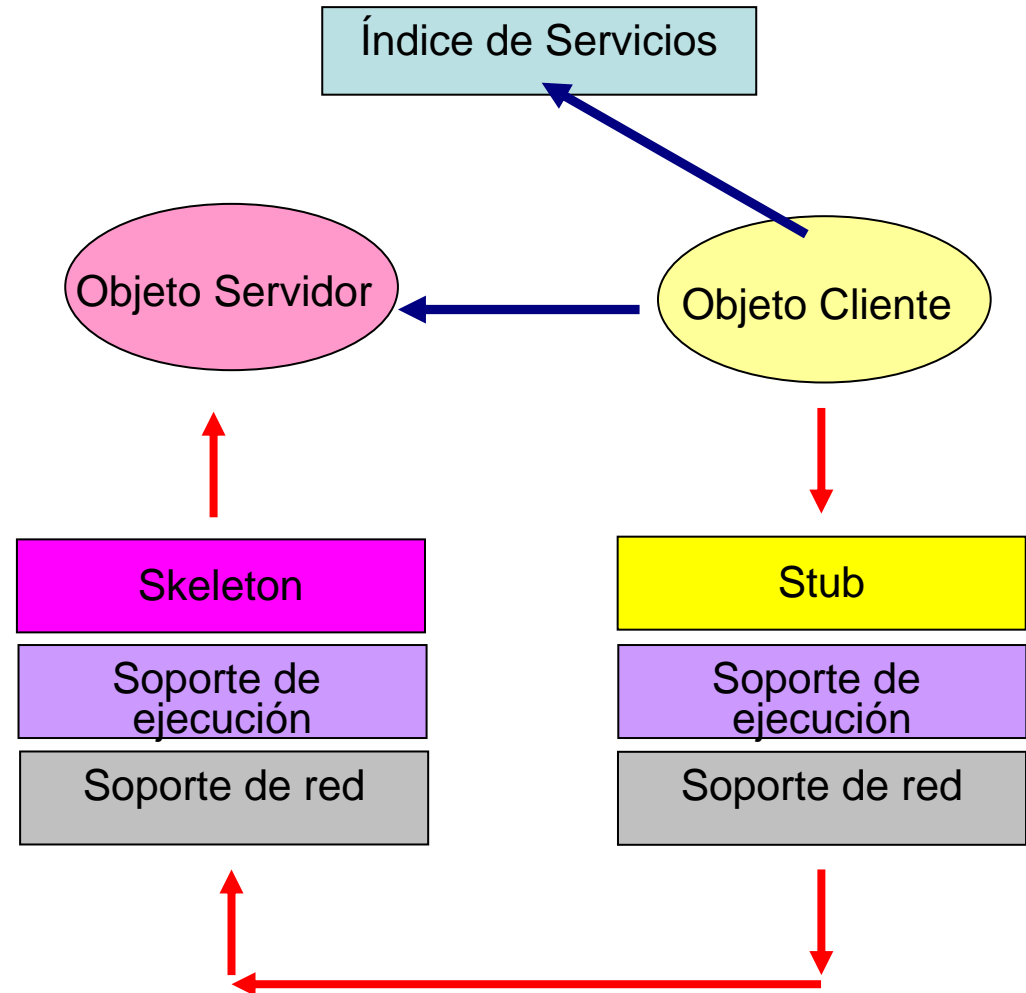 Índice de Servicios
Objeto Servidor
Objeto Cliente
Skeleton
Stub
Soporte de
ejecución
Soporte de
ejecución
Soporte de red
Soporte de red